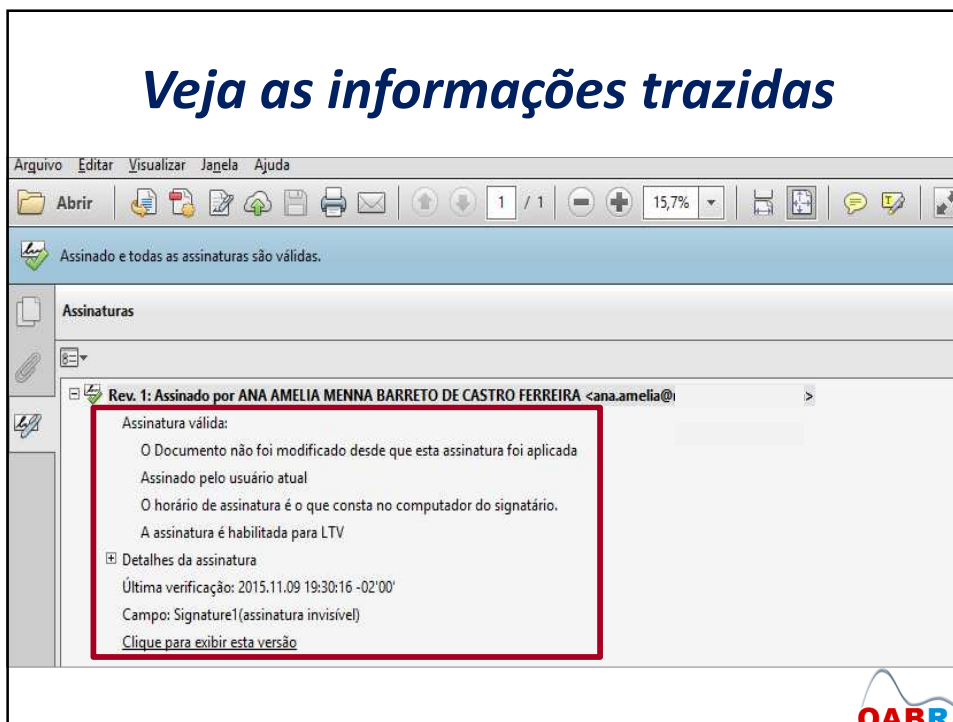 Veja as informações trazidas
Arquivo Editar Visualizar Janela Ajuda
Abrir 1 / 1 15,7%
Assinado e todas as assinaturas são válidas.
Assinaturas
Rev. 1: Assinado por ANA AMELIA MENNA BARRETO DE CASTRO FERREIRA <ana.amelia@ >
Assinatura válida:
O Documento não foi modificado desde que esta assinatura foi aplicada
Assinado pelo usuário atual
O horário de assinatura é o que consta no computador do signatário.
A assinatura é habilitada para LTV
Detalhes da assinatura
Última verificação: 2015.11.09 19:30:16 -02'00'
Campo: Signature1(assinatura invisível)
Clique para exibir esta versão
OABR